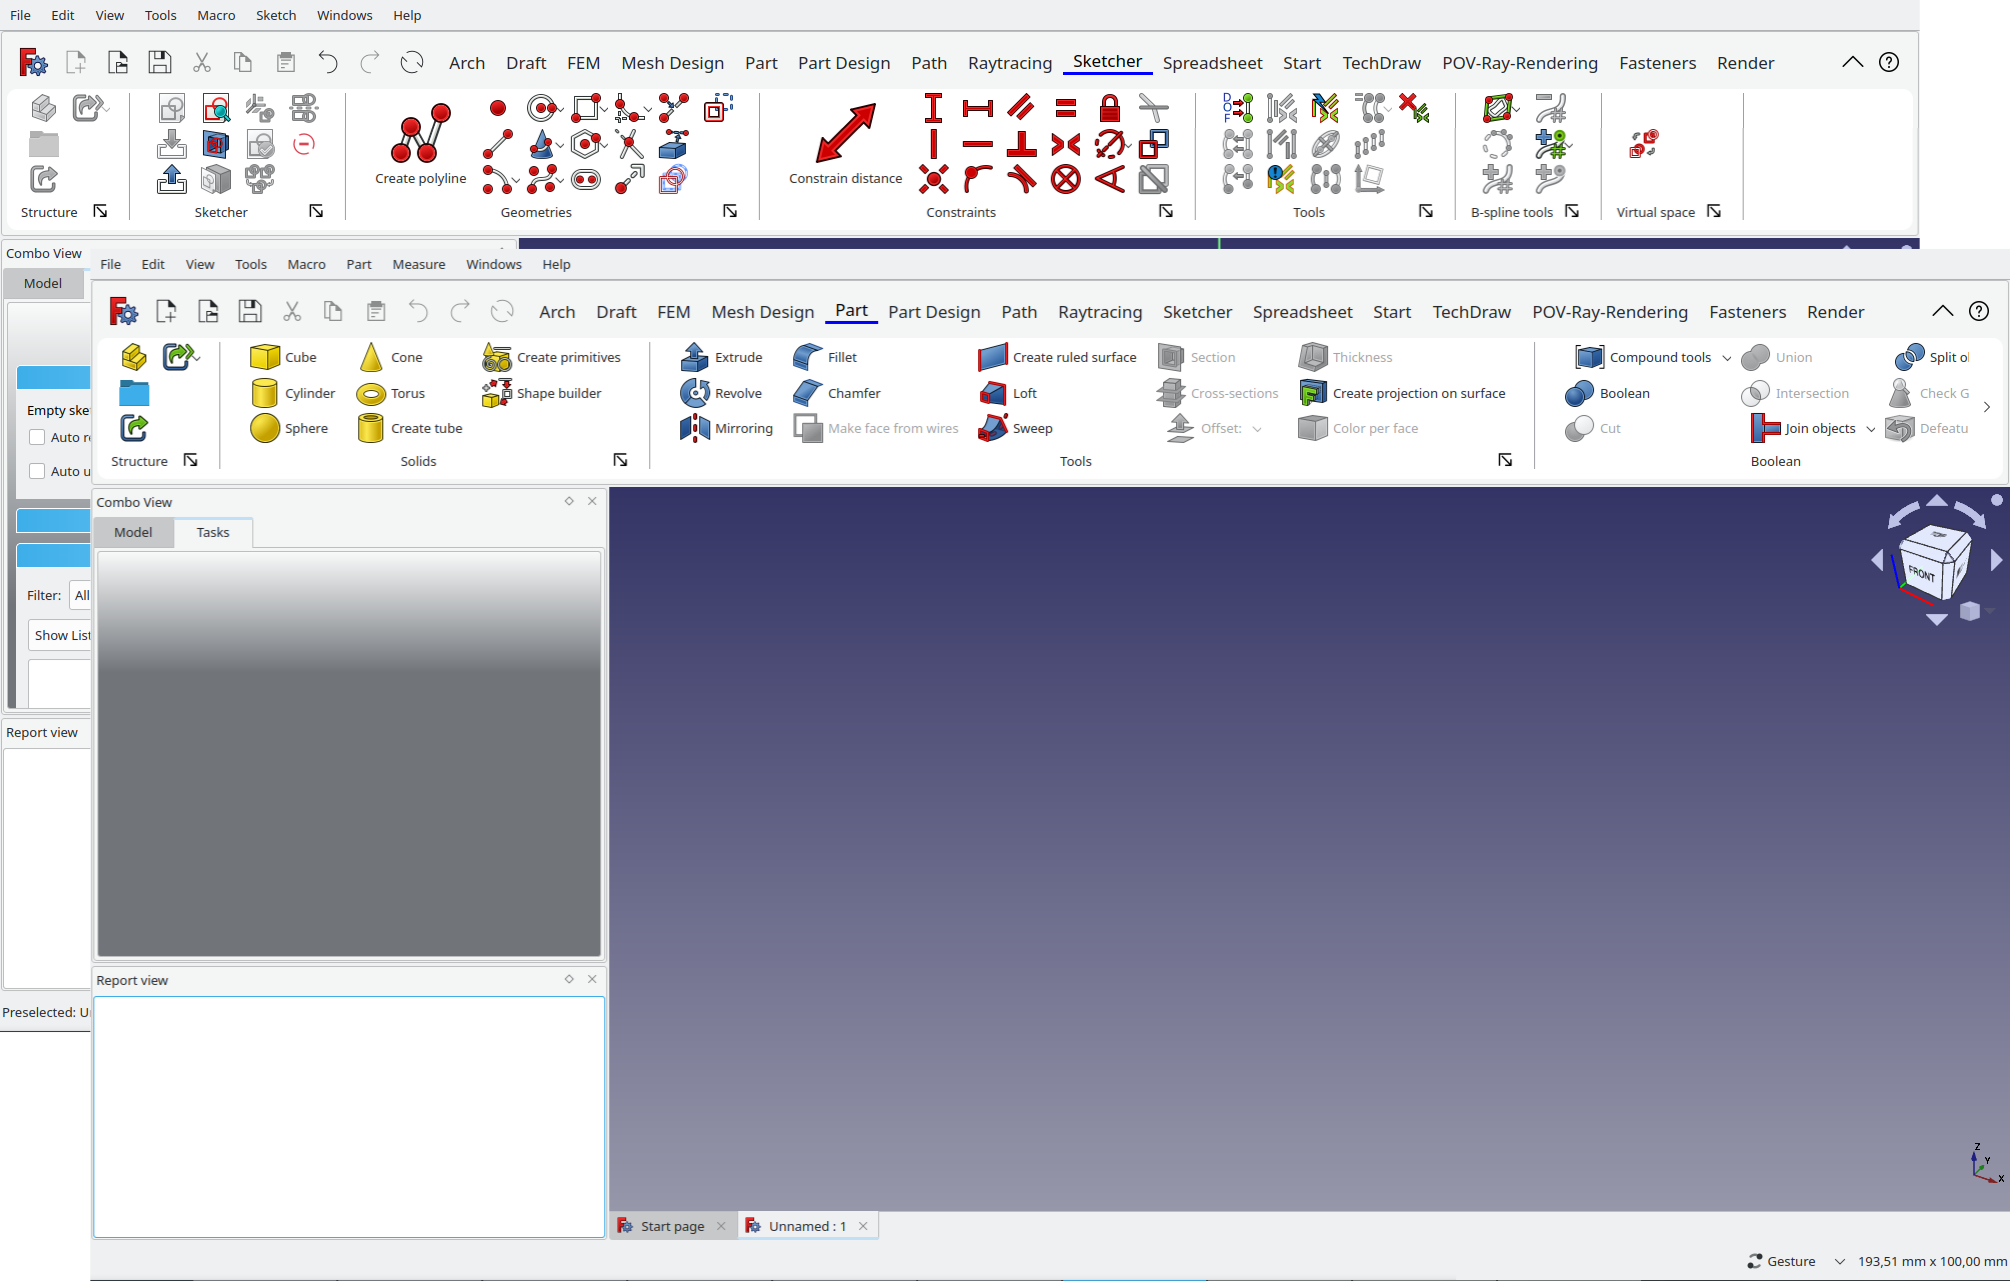 File Edit View Tools Macro Sketch Windows Help
Arch Draft FEM Mesh Design Part Part Design Path Raytracing Sketcher Spreadsheet Start TechDraw POV-Ray-Rendering Fasteners Render
Create polyline
Constrain distance
Structure Sketcher Geometries Constraints Tools B-spline tools Virtual space
Combo View
Model
Empty ske
Auto r
Auto u
Filter: All
Show List
Report view
Preselected: U
File Edit View Tools Macro Part Measure Windows Help
Arch Draft FEM Mesh Design Part Part Design Path Raytracing Sketcher Spreadsheet Start TechDraw POV-Ray-Rendering Fasteners Render
Cube Cone Create primitives Extrude Fillet Create ruled surface Section Thickness Compound tools Union Split o
Cylinder Torus Shape builder Revolve Chamfer Loft Cross-sections Create projection on surface Boolean Intersection Check G
Sphere Create tube Mirroring Make face from wires Sweep Offset: Color per face Cut Join objects Defeatu
Structure Solids Tools Boolean
Combo View
Model Tasks
FRONT
Report view
Z
Y
X
Start page Unnamed : 1
Gesture 193,51 mm x 100,00 mm